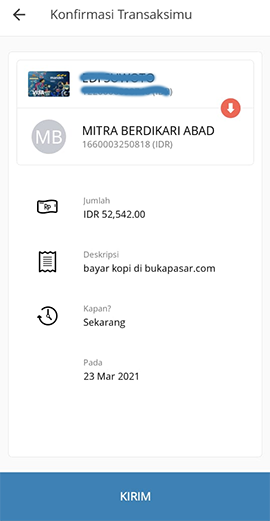 Konfirmasi Transaksimu
VISA
MB
MITRA BERDIKARI ABAD
1660003250818 (IDR)
Rp
Jumlah
IDR 52,542.00
Deskripsi
bayar kopi di bukapasar.com
Kapan?
Sekarang
Pada
23 Mar 2021
KIRIM